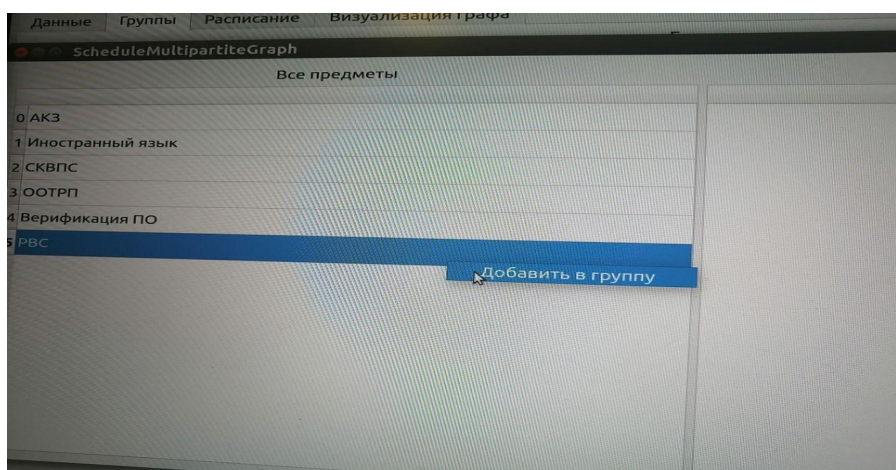 Данные Группы Расписание Визуализация графа
ScheduleMultipartiteGraph
Все предметы
0 АКЗ
1 Иностранный язык
2 СКВПС
3 ООТРП
4 Верификация ПО
5 РВС
Добавить в группу